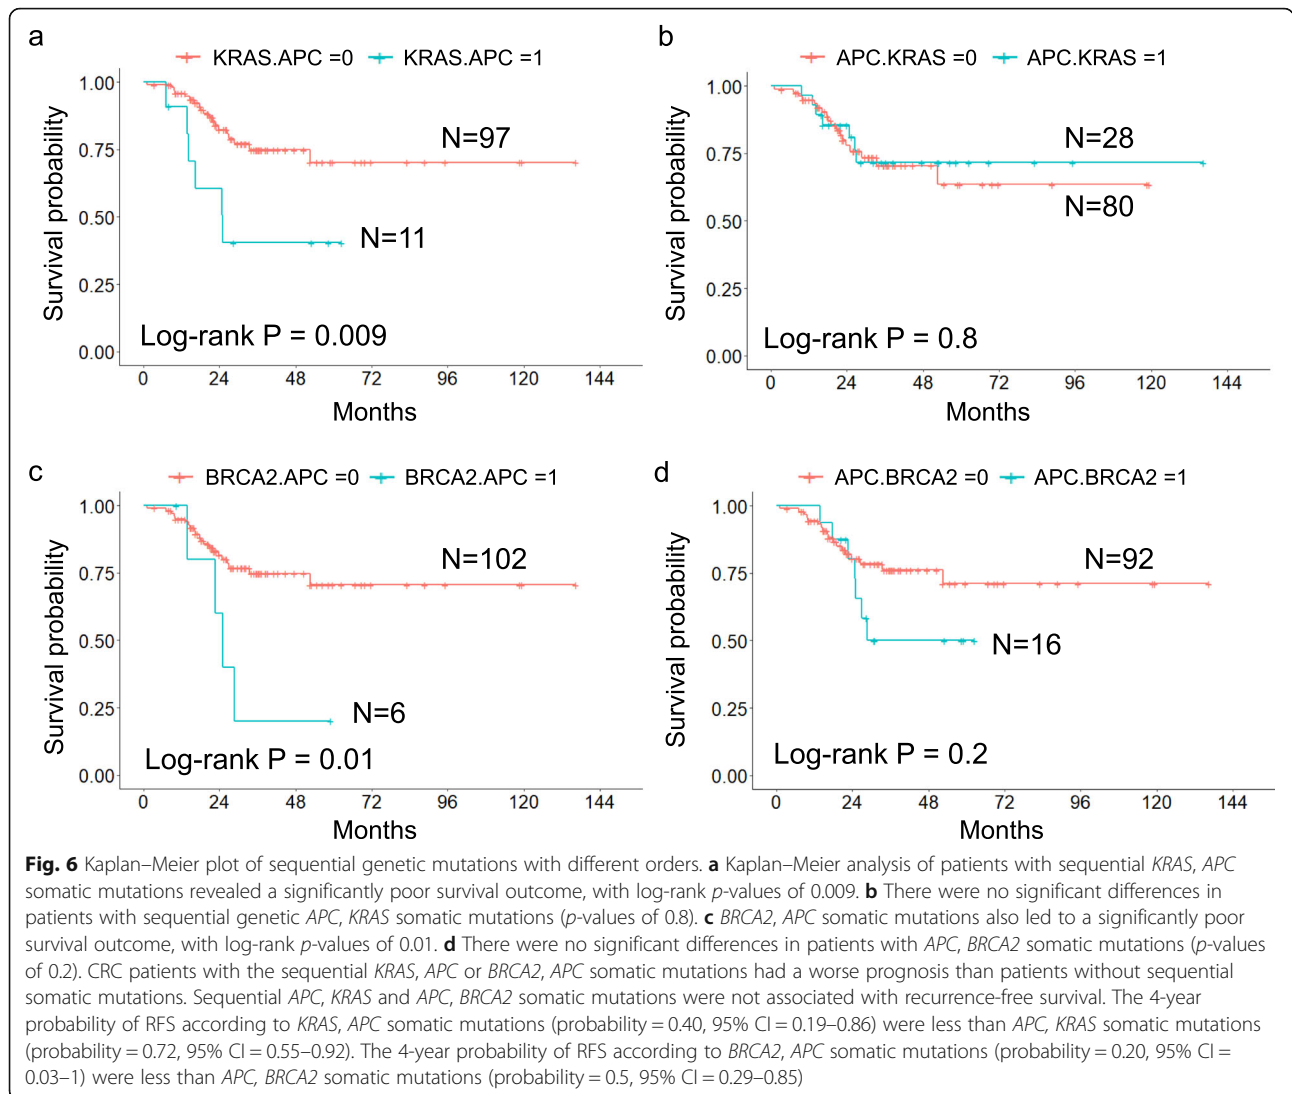 a
KRAS.APC =0 KRAS.APC =1
1.00
0.75
0.50
0.25
0.00
Survival probability
N=97
N=11
Log-rank P = 0.009
0 24 48 72 96 120 144
Months
b
APC.KRAS =0 APC.KRAS =1
1.00
0.75
0.50
0.25
0.00
Survival probability
N=28
N=80
Log-rank P = 0.8
0 24 48 72 96 120 144
Months
c
BRCA2.APC =0 BRCA2.APC =1
1.00
0.75
0.50
0.25
0.00
Survival probability
N=102
N=6
Log-rank P = 0.01
0 24 48 72 96 120 144
Months
d
APC.BRCA2 =0 APC.BRCA2 =1
1.00
0.75
0.50
0.25
0.00
Survival probability
N=92
N=16
Log-rank P = 0.2
0 24 48 72 96 120 144
Months
Fig. 6 Kaplan–Meier plot of sequential genetic mutations with different orders. a Kaplan–Meier analysis of patients with sequential KRAS, APC
somatic mutations revealed a significantly poor survival outcome, with log-rank p-values of 0.009. b There were no significant differences in
patients with sequential genetic APC, KRAS somatic mutations (p-values of 0.8). c BRCA2, APC somatic mutations also led to a significantly poor
survival outcome, with log-rank p-values of 0.01. d There were no significant differences in patients with APC, BRCA2 somatic mutations (p-values
of 0.2). CRC patients with the sequential KRAS, APC or BRCA2, APC somatic mutations had a worse prognosis than patients without sequential
somatic mutations. Sequential APC, KRAS and APC, BRCA2 somatic mutations were not associated with recurrence-free survival. The 4-year
probability of RFS according to KRAS, APC somatic mutations (probability = 0.40, 95% CI = 0.19–0.86) were less than APC, KRAS somatic mutations
(probability = 0.72, 95% CI = 0.55–0.92). The 4-year probability of RFS according to BRCA2, APC somatic mutations (probability = 0.20, 95% CI =
0.03–1) were less than APC, BRCA2 somatic mutations (probability = 0.5, 95% CI = 0.29–0.85)